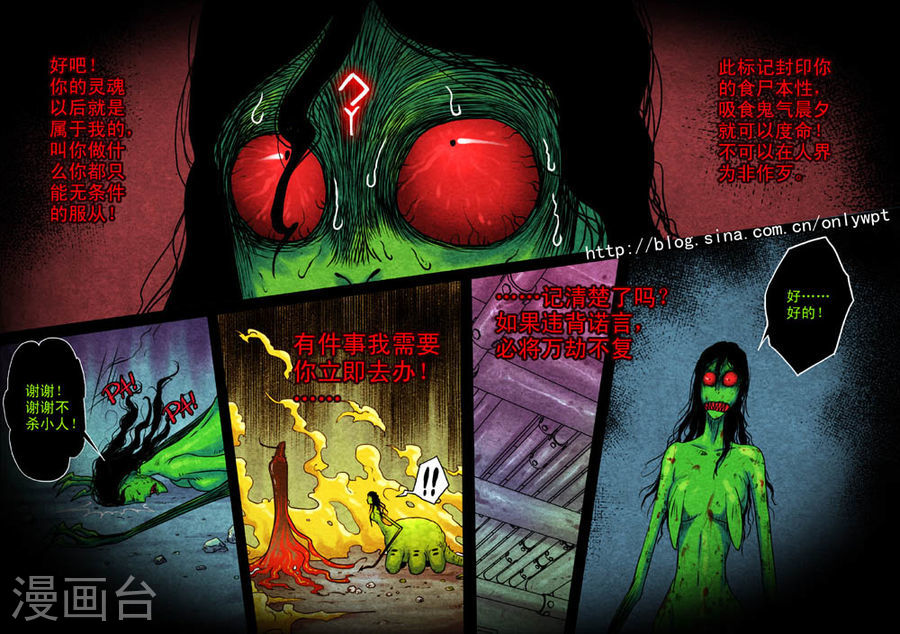 好吧！
你的灵魂
以后就是
属于我的，
叫你做什
么你都只
能无条件
的服从！
?
Y
此标记封印你
的食尸本性，
吸食鬼气晨夕
就可以度命！
不可以在人界
为非作歹。
http://blog.sina.com.cn/onlywpt
谢谢！
谢谢不
杀小人！
PA!
PA!
有件事我需要
你立即去办！
……
!!
……记清楚了吗？
如果违背诺言，
必将万劫不复
好……
好的！
漫画台